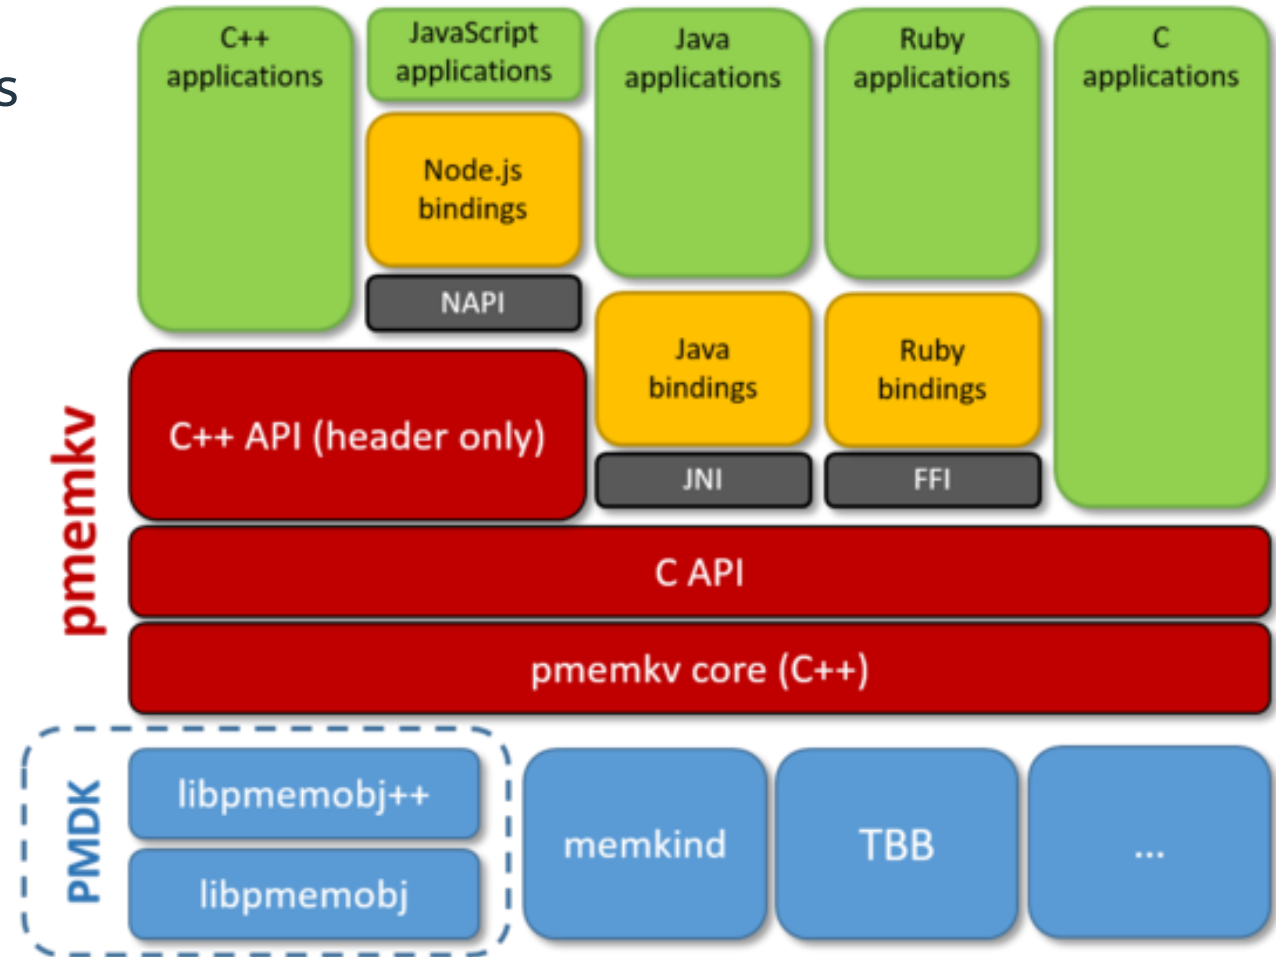 s
C++
applications
JavaScript
applications
Java
applications
Ruby
applications
C
applications
Node.js
bindings
NAPI
Java
bindings
Ruby
bindings
JNI
FFI
pmemkv
C++ API (header only)
C API
pmemkv core (C++)
PMDK
libpmemobj++
libpmemobj
memkind
TBB
...